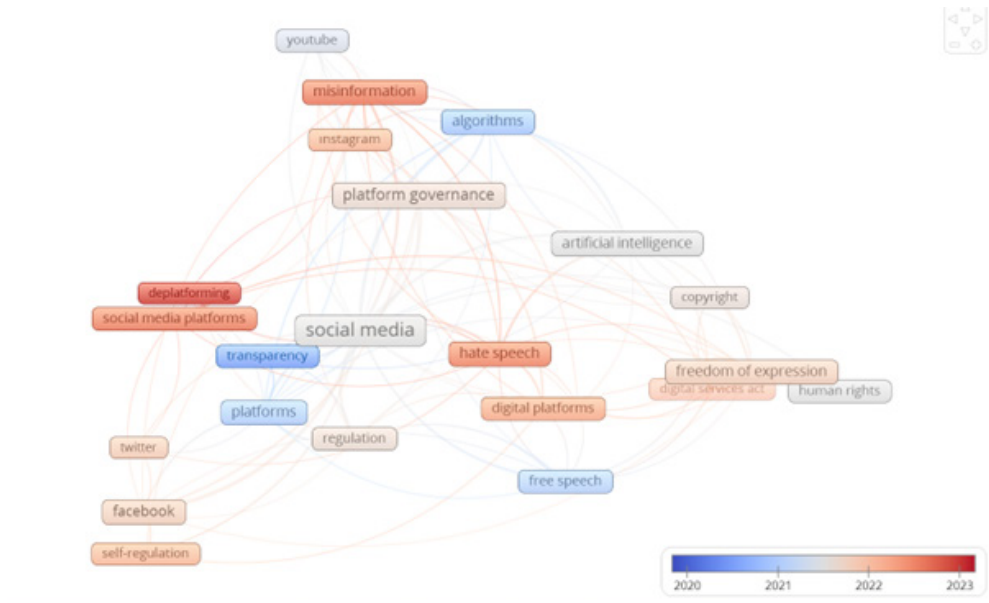 youtube
misinformation
algorithms
instagram
platform governance
artificial intelligence
deplatforming
copyright
social media platforms
social media
transparency
hate speech
freedom of expression
digital services act
human rights
platforms
digital platforms
regulation
twitter
free speech
facebook
self-regulation
2020 2021 2022 2023